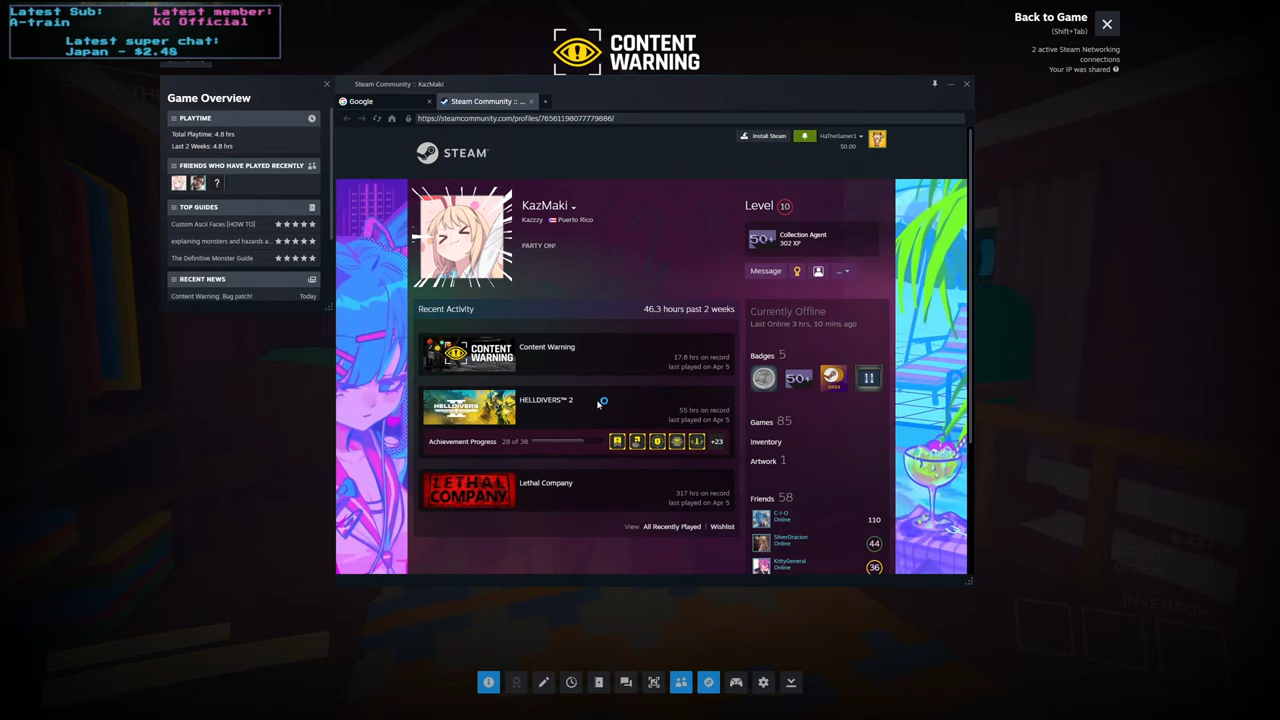 Latest Sub:
A-train
Latest member:
KG Official
Latest super chat:
Japan - $2.48
CONTENT
WARNING
Back to Game
(Shift+Tab)
2 active Steam Networking
connections
Your IP was shared
Game Overview
PLAYTIME
Total Playtime: 4.8 hrs
Last 2 Weeks: 4.8 hrs
FRIENDS WHO HAVE PLAYED RECENTLY
?
TOP GUIDES
Custom Ascii Faces [HOW TO]
explaining monsters and hazards a...
The Definitive Monster Guide
RECENT NEWS
Content Warning: Bug patch! Today
Steam Community :: KazMaki
Google
Steam Community :: ...
https://steamcommunity.com/profiles/76561198077779886/
Install Steam
HaTheGamer1
$0.00
STEAM
KazMaki
Kazzzy Puerto Rico
PARTY ON!
Level 10
50+
Collection Agent
302 XP
Message
...
Recent Activity 46.3 hours past 2 weeks
CONTENT
WARNING
Content Warning
17.8 hrs on record
last played on Apr 5
HELLDIVERS
HELLDIVERS™ 2
55 hrs on record
last played on Apr 5
Achievement Progress 28 of 38 +23
LETHAL
COMPANY
Lethal Company
317 hrs on record
last played on Apr 5
View All Recently Played | Wishlist
Currently Offline
Last Online 3 hrs, 10 mins ago
Badges 5
50+
11
Games 85
Inventory
Artwork 1
Friends 58
C-I-O
Online
110
SilverDracion
Online
44
KittyGeneral
Online
36
INVENTORY